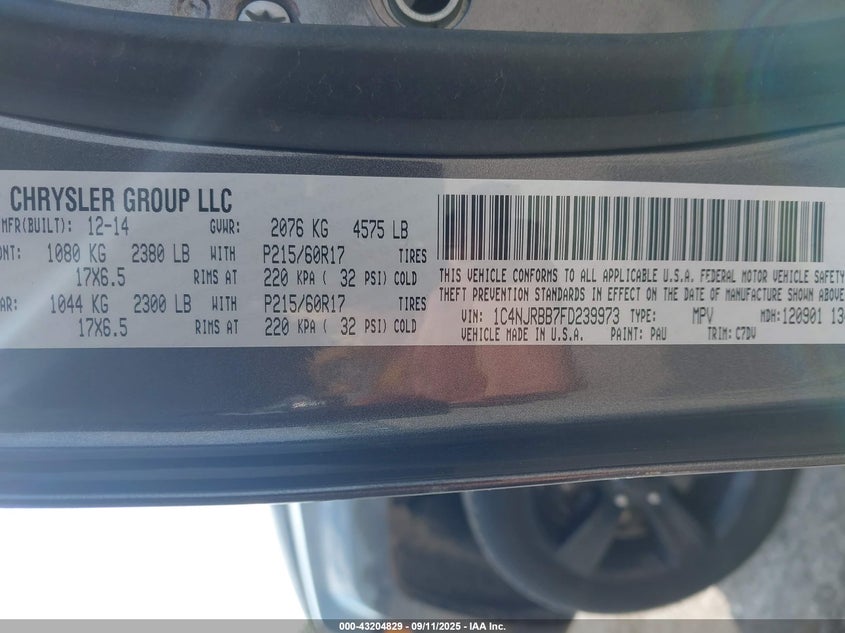 CHRYSLER GROUP LLC
MFR(BUILT): 12-14 GVWR: 2076 KG 4575 LB
1080 KG 2380 LB WITH P215/60R17 TIRES
17X6.5 RIMS AT 220 KPA ( 32 PSI) COLD
1044 KG 2300 LB WITH P215/60R17 TIRES
17X6.5 RIMS AT 220 KPA ( 32 PSI) COLD
THIS VEHICLE CONFORMS TO ALL APPLICABLE U.S.A. FEDERAL MOTOR VEHICLE SAFETY
THEFT PREVENTION STANDARDS IN EFFECT ON THE DATE OF MANUFACTURE SHOWN ABOVE
VIN: 1C4NJRBB7FD239973 TYPE: MPV MDH: 120901
VEHICLE MADE IN U.S.A. PAINT: PAU TRIM: C7DV
000-43204829 - 09/11/2025 - IAA Inc.